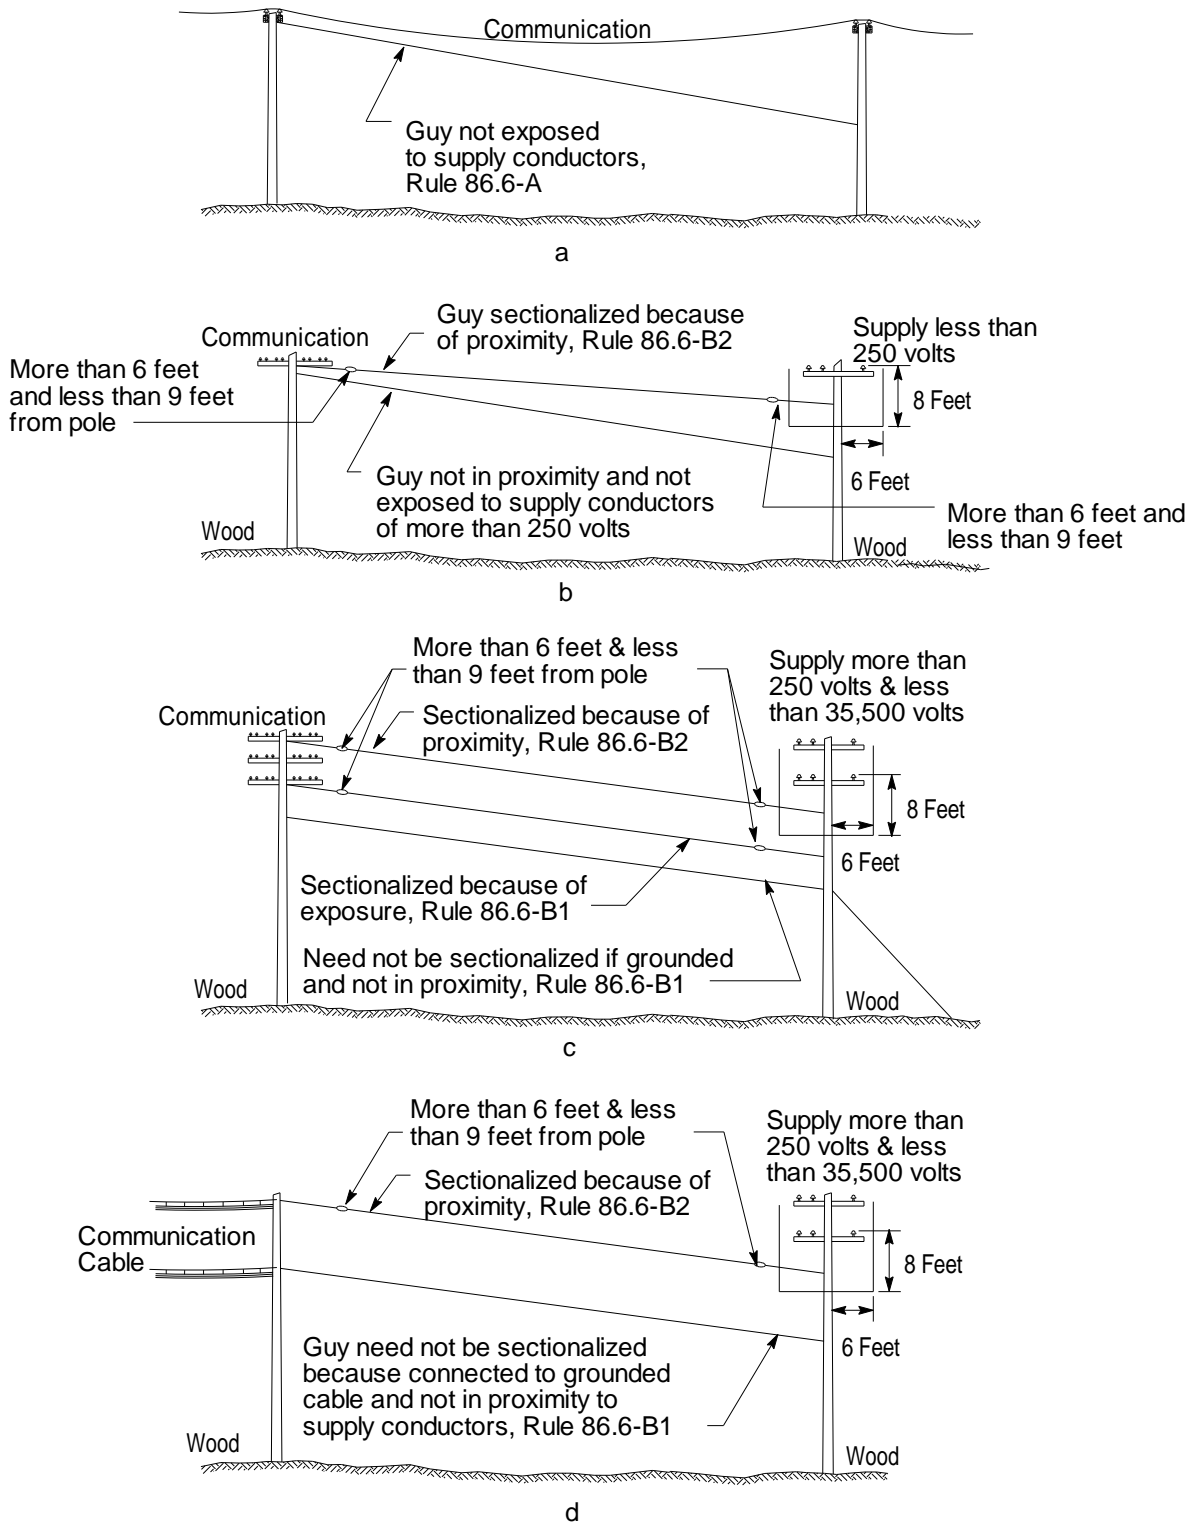 Communication
Guy not exposed
to supply conductors,
Rule 86.6-A
a
Guy sectionalized because
of proximity, Rule 86.6-B2
Supply less than
250 volts
Communication
More than 6 feet
and less than 9 feet
from pole
8 Feet
Guy not in proximity and not
exposed to supply conductors
of more than 250 volts
6 Feet
More than 6 feet and
less than 9 feet
Wood
Wood
b
More than 6 feet & less
than 9 feet from pole
Supply more than
250 volts & less
than 35,500 volts
Communication
Sectionalized because of
proximity, Rule 86.6-B2
8 Feet
6 Feet
Sectionalized because of
exposure, Rule 86.6-B1
Need not be sectionalized if grounded
and not in proximity, Rule 86.6-B1
Wood
Wood
c
More than 6 feet & less
than 9 feet from pole
Supply more than
250 volts & less
than 35,500 volts
Sectionalized because of
proximity, Rule 86.6-B2
Communication
Cable
8 Feet
6 Feet
Guy need not be sectionalized
because connected to grounded
cable and not in proximity to
supply conductors, Rule 86.6-B1
Wood
Wood
d